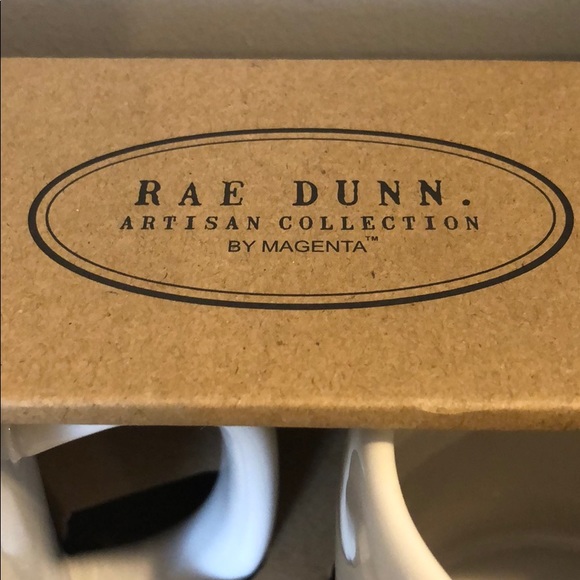 RAE DUNN.
ARTISAN COLLECTION
BY MAGENTA™